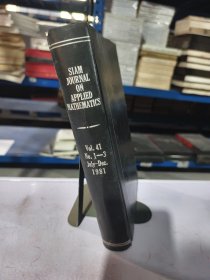 SIAM
JOURNAL
ON
APPLIED
MATHEMATICS
Vol. 41
No. 1—3
July-Dec.
1981